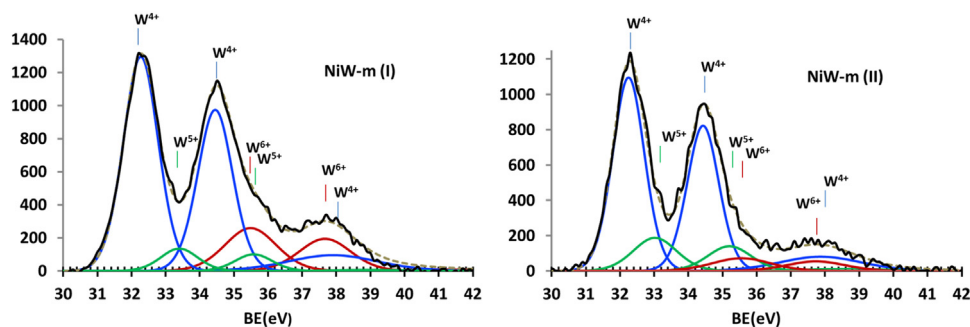 W4+
W4+
NiW-m (I)
W5+
W6+
W5+
W6+
W4+
1400
1200
1000
800
600
400
200
0
30 31 32 33 34 35 36 37 38 39 40 41 42
BE(eV)
W4+
W4+
NiW-m (II)
W5+
W5+
W6+
W4+
W6+
1200
1000
800
600
400
200
0
30 31 32 33 34 35 36 37 38 39 40 41 42
BE(eV)